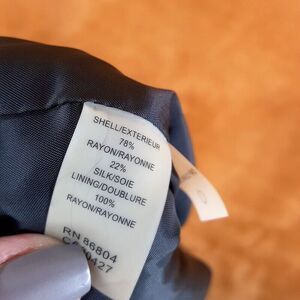 SHELL/EXTERIEUR
78%
RAYON/RAYONNE
22%
SILK/SOIE
LINING/DOUBLURE
100%
RAYON/RAYONNE
RN 86804